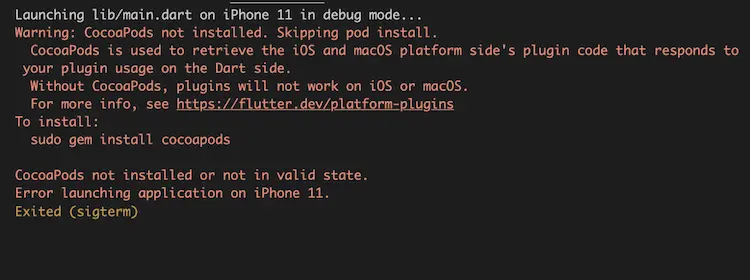 Launching lib/main.dart on iPhone 11 in debug mode...
Warning: CocoaPods not installed. Skipping pod install.
CocoaPods is used to retrieve the iOS and macOS platform side's plugin code that responds to
your plugin usage on the Dart side.
Without CocoaPods, plugins will not work on iOS or macOS.
For more info, see https://flutter.dev/platform-plugins
To install:
sudo gem install cocoapods
CocoaPods not installed or not in valid state.
Error launching application on iPhone 11.
Exited (sigterm)